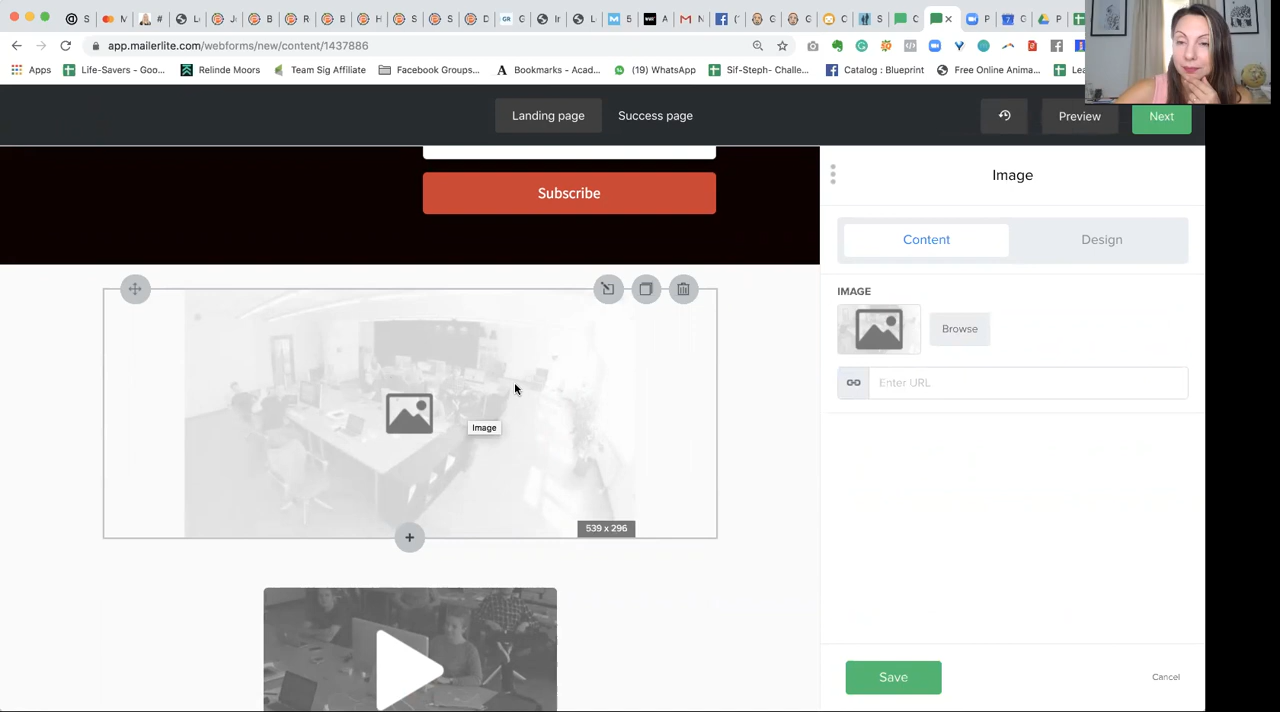 app.mailerlite.com/webforms/new/content/1437886
Apps
Life-Savers - Goo...
Relinde Moors
Team Sig Affiliate
Facebook Groups...
Bookmarks - Acad...
(19) WhatsApp
Sif-Steph- Challe...
Catalog : Blueprint
Free Online Anima...
Landing page
Success page
Preview
Next
Subscribe
Image
Content
Design
IMAGE
Browse
Enter URL
Image
539 x 296
Save
Cancel